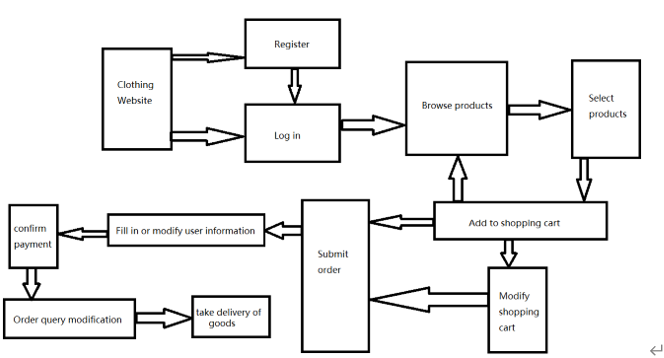 Register
Clothing
Website
Log in
Browse products
Select
products
Add to shopping cart
Modify
shopping
cart
Submit
order
Fill in or modify user information
confirm
payment
Order query modification
take delivery of
goods